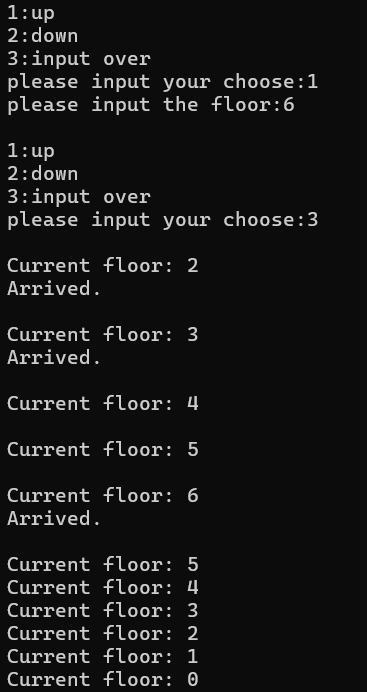 1:up
2:down
3:input over
please input your choose:1
please input the floor:6
1:up
2:down
3:input over
please input your choose:3
Current floor: 2
Arrived.
Current floor: 3
Arrived.
Current floor: 4
Current floor: 5
Current floor: 6
Arrived.
Current floor: 5
Current floor: 4
Current floor: 3
Current floor: 2
Current floor: 1
Current floor: 0